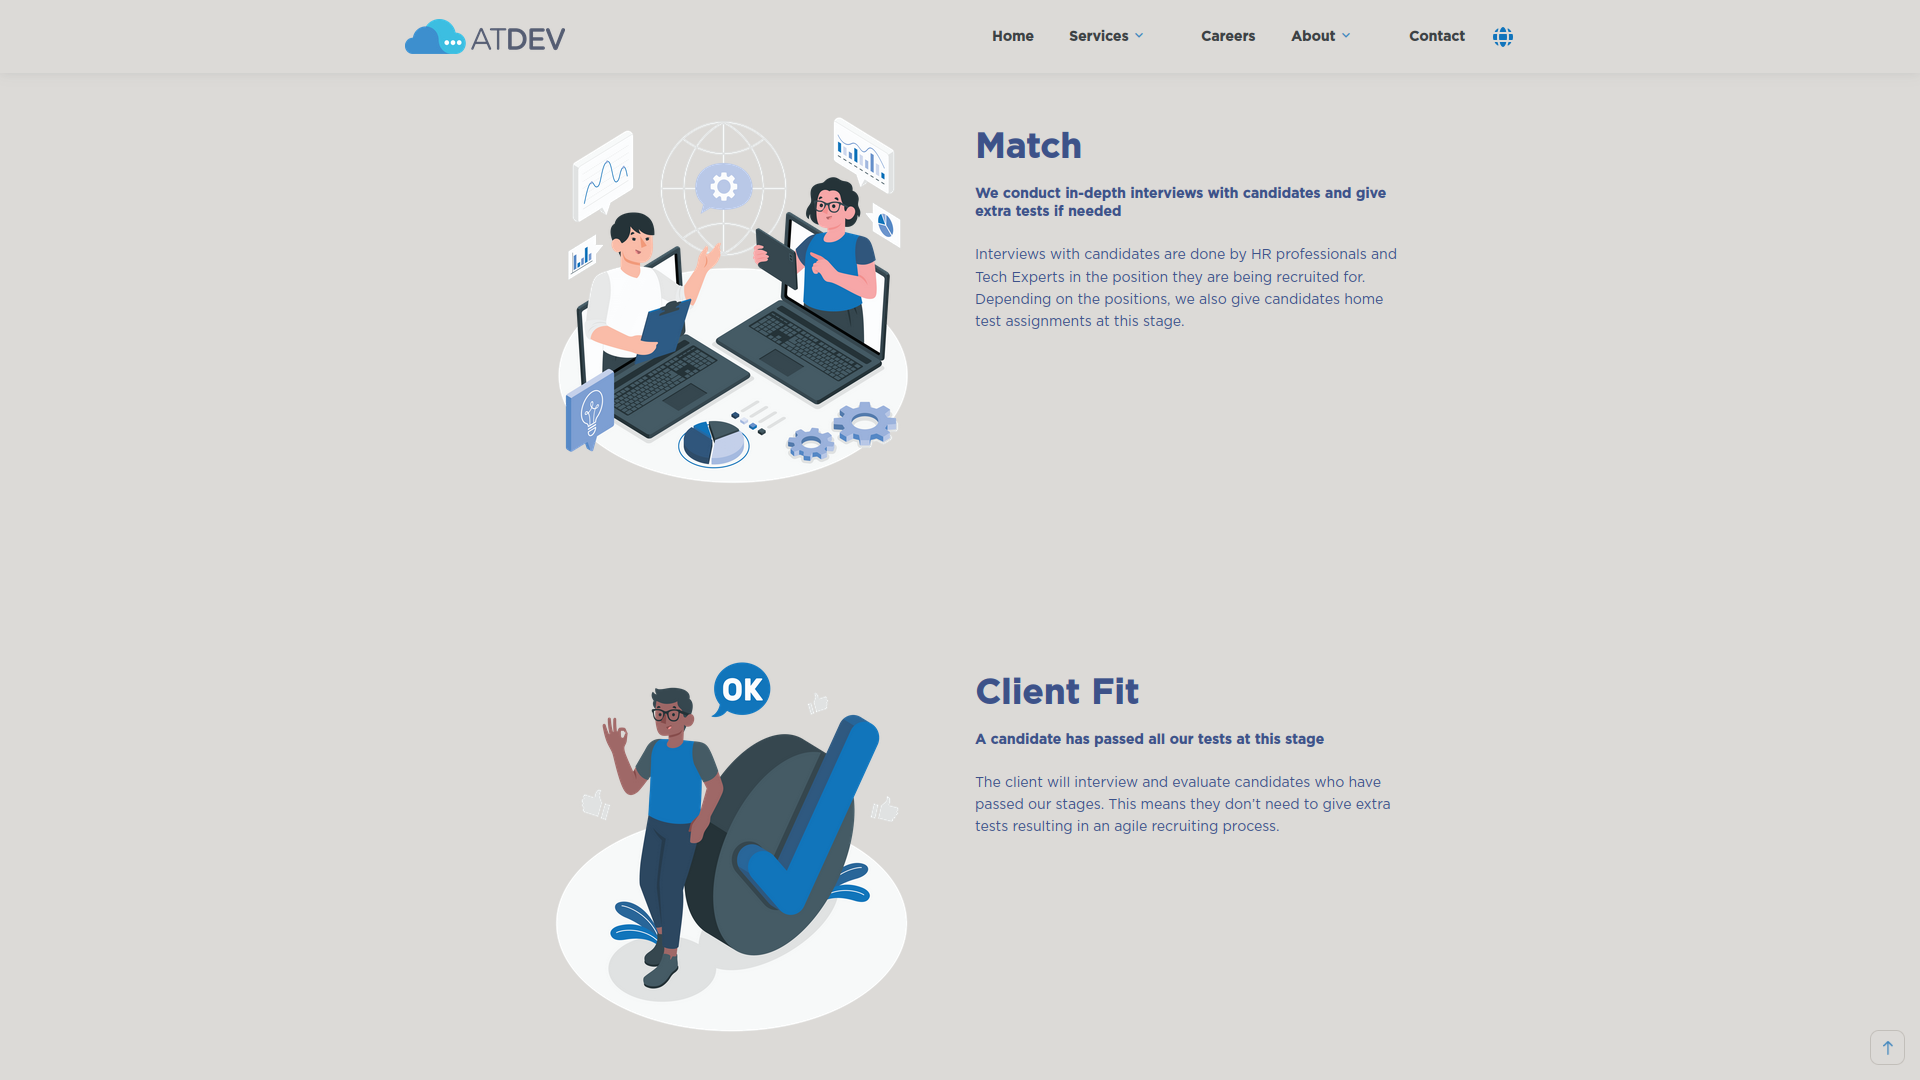 ATDEV
Home Services Careers About Contact
Match
We conduct in-depth interviews with candidates and give
extra tests if needed
Interviews with candidates are done by HR professionals and
Tech Experts in the position they are being recruited for.
Depending on the positions, we also give candidates home
test assignments at this stage.
OK
Client Fit
A candidate has passed all our tests at this stage
The client will interview and evaluate candidates who have
passed our stages. This means they don’t need to give extra
tests resulting in an agile recruiting process.